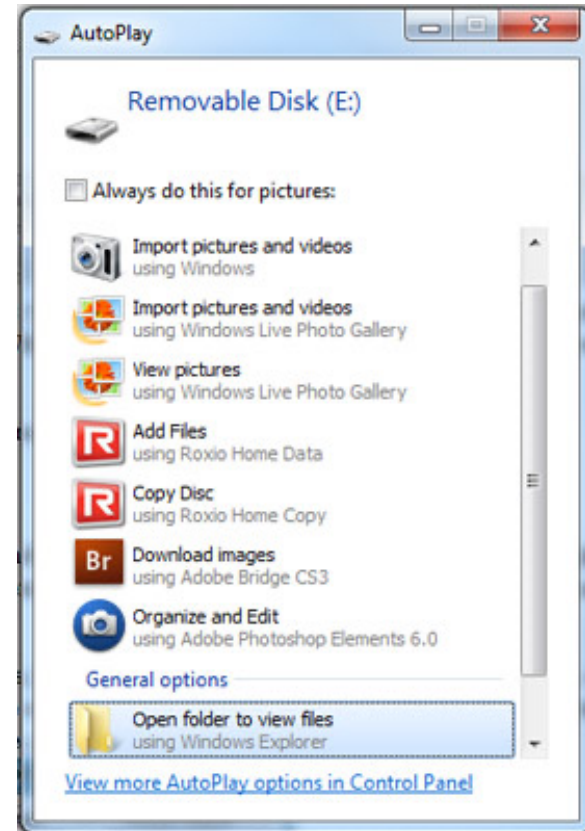 AutoPlay
Removable Disk (E:)
Always do this for pictures:
Import pictures and videos
using Windows
Import pictures and videos
using Windows Live Photo Gallery
View pictures
using Windows Live Photo Gallery
R
Add Files
using Roxio Home Data
R
Copy Disc
using Roxio Home Copy
Br
Download images
using Adobe Bridge CS3
Organize and Edit
using Adobe Photoshop Elements 6.0
General options
Open folder to view files
using Windows Explorer
View more AutoPlay options in Control Panel